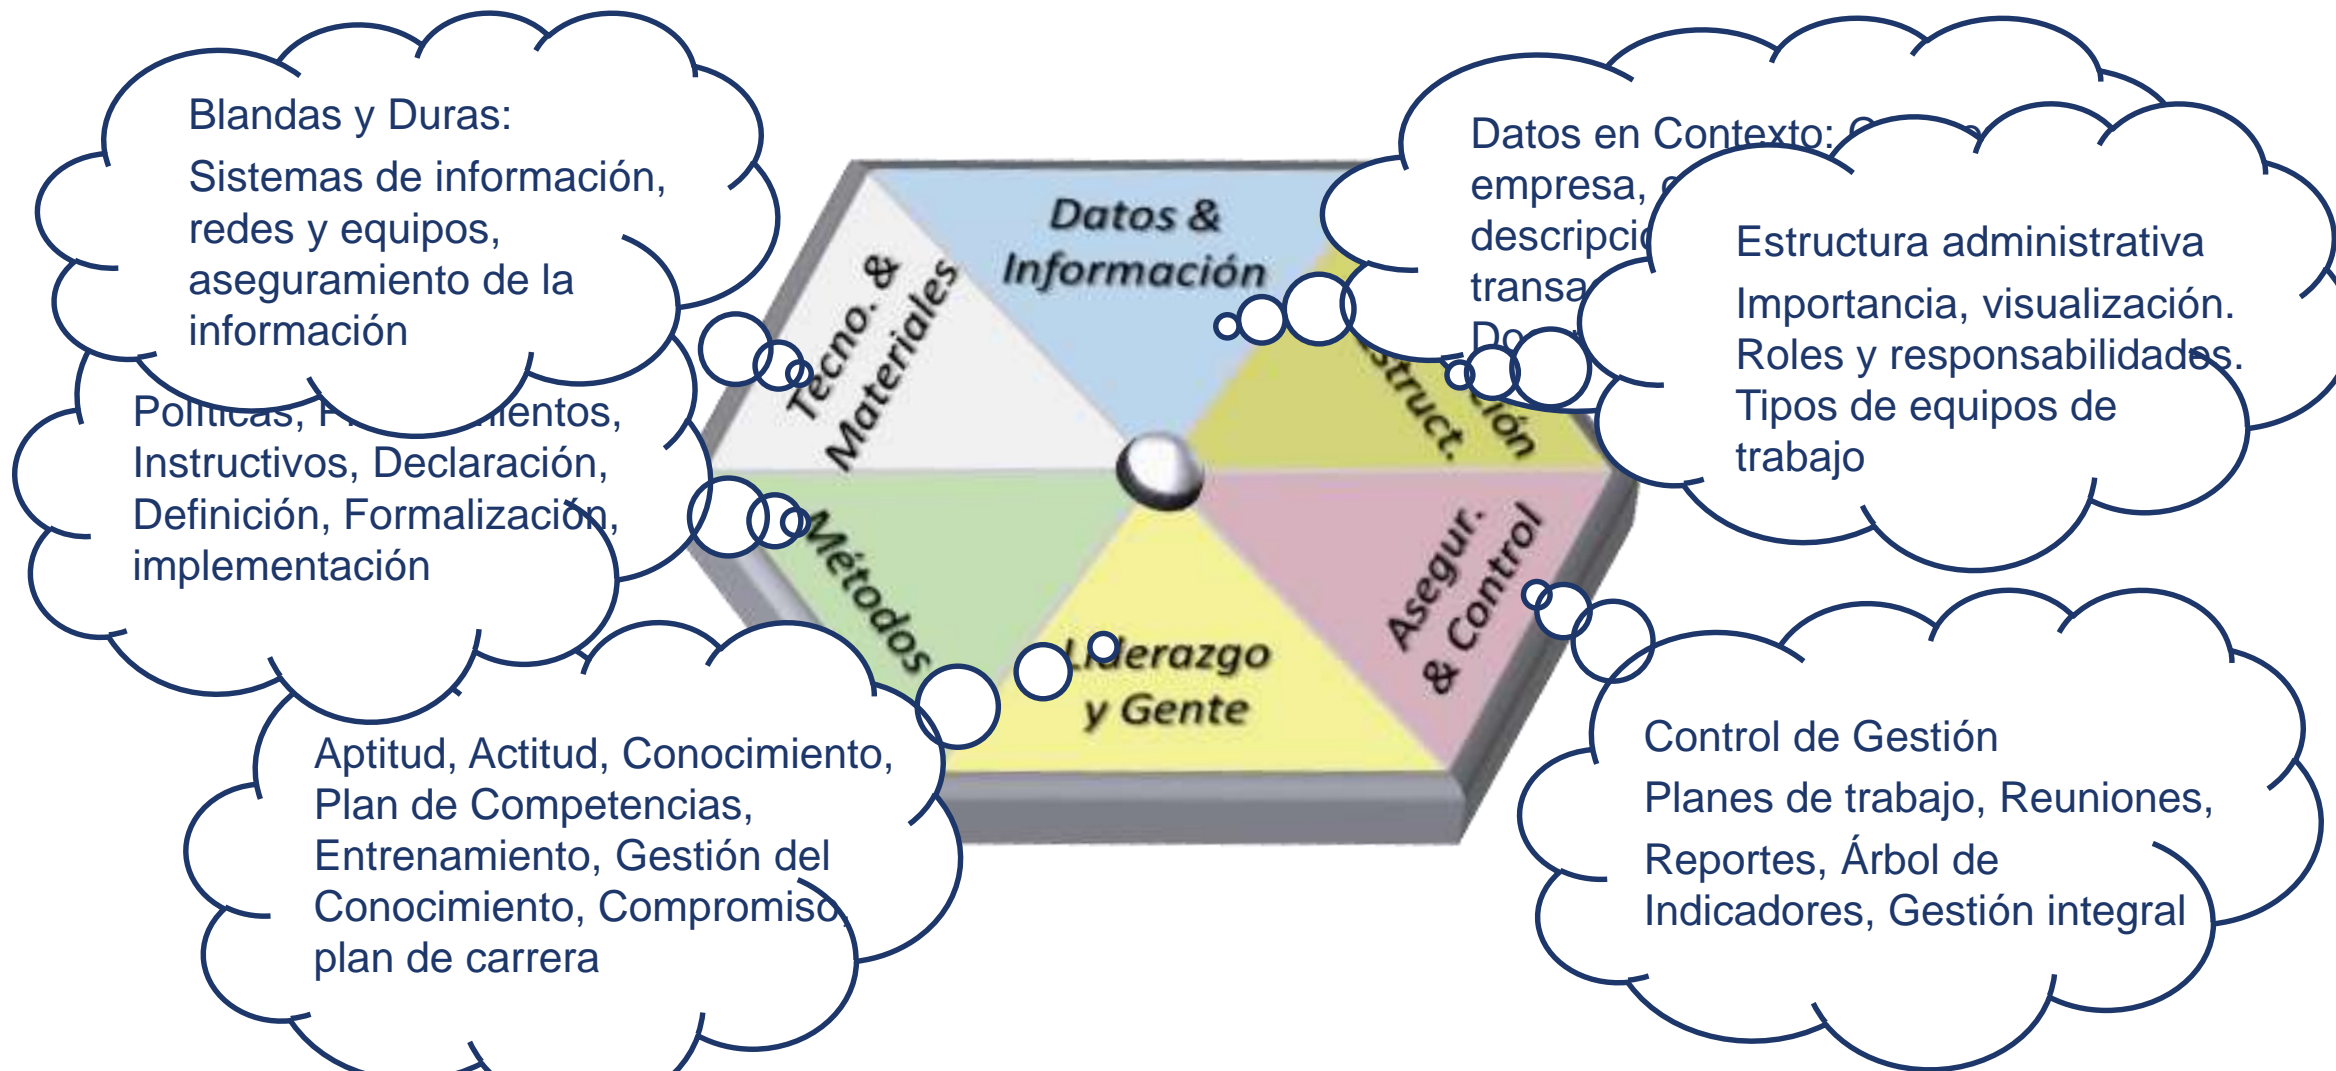 Blandas y Duras:
Sistemas de información,
redes y equipos,
aseguramiento de la
información
Políticas,
Instructivos, Declaración,
Definición, Formalización,
implementación
Aptitud, Actitud, Conocimiento,
Plan de Competencias,
Entrenamiento, Gestión del
Conocimiento, Compromiso,
plan de carrera
Tecno. &
Materiales
Datos &
Información
Métodos
Liderazgo
y Gente
Asegur.
& Control
Datos en Contexto:
empresa,
Estructura administrativa
Importancia, visualización.
Roles y responsabilidades.
Tipos de equipos de
trabajo
Control de Gestión
Planes de trabajo, Reuniones,
Reportes, Árbol de
Indicadores, Gestión integral